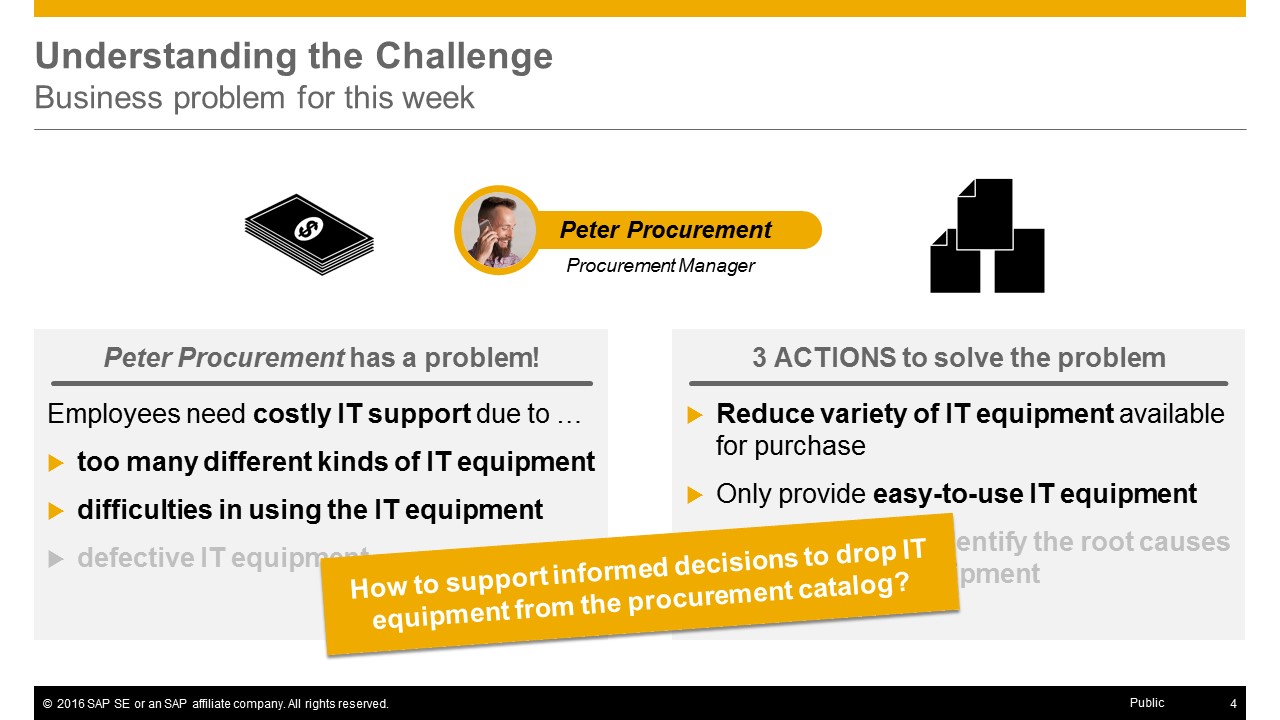 Understanding the Challenge
Business problem for this week
Peter Procurement
Procurement Manager
Peter Procurement has a problem!
Employees need costly IT support due to …
too many different kinds of IT equipment
difficulties in using the IT equipment
defective IT equipment
3 ACTIONS to solve the problem
Reduce variety of IT equipment available
for purchase
Only provide easy-to-use IT equipment
entify the root causes
ipment
How to support informed decisions to drop IT
equipment from the procurement catalog?
© 2016 SAP SE or an SAP affiliate company. All rights reserved.
Public
4